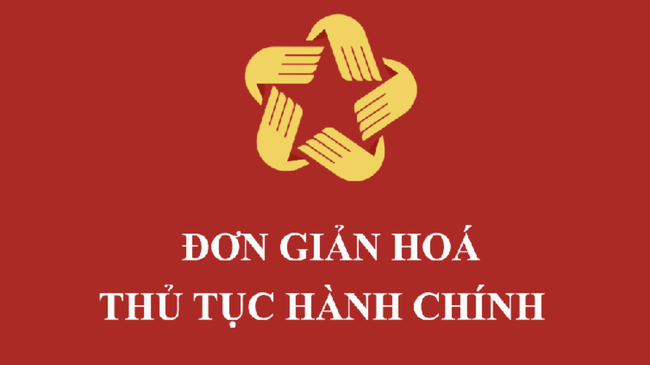 ĐƠN GIẢN HOÁ
THỦ TỤC HÀNH CHÍNH